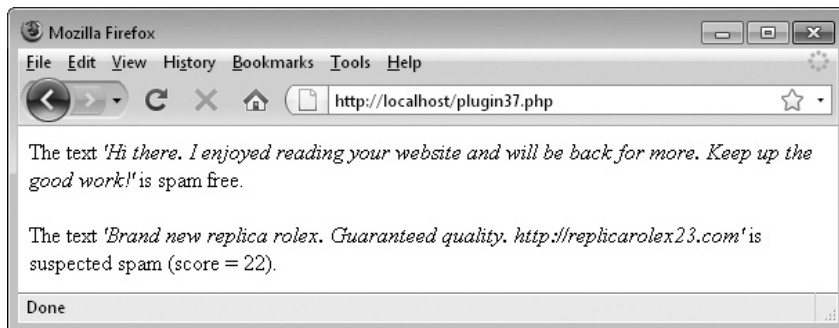 Mozilla Firefox
File Edit View History Bookmarks Tools Help
http://localhost/plugin37.php
The text 'Hi there. I enjoyed reading your website and will be back for more. Keep up the
good work!' is spam free.
The text 'Brand new replica rolex. Guaranteed quality. http://replicarolex23.com' is
suspected spam (score = 22).
Done